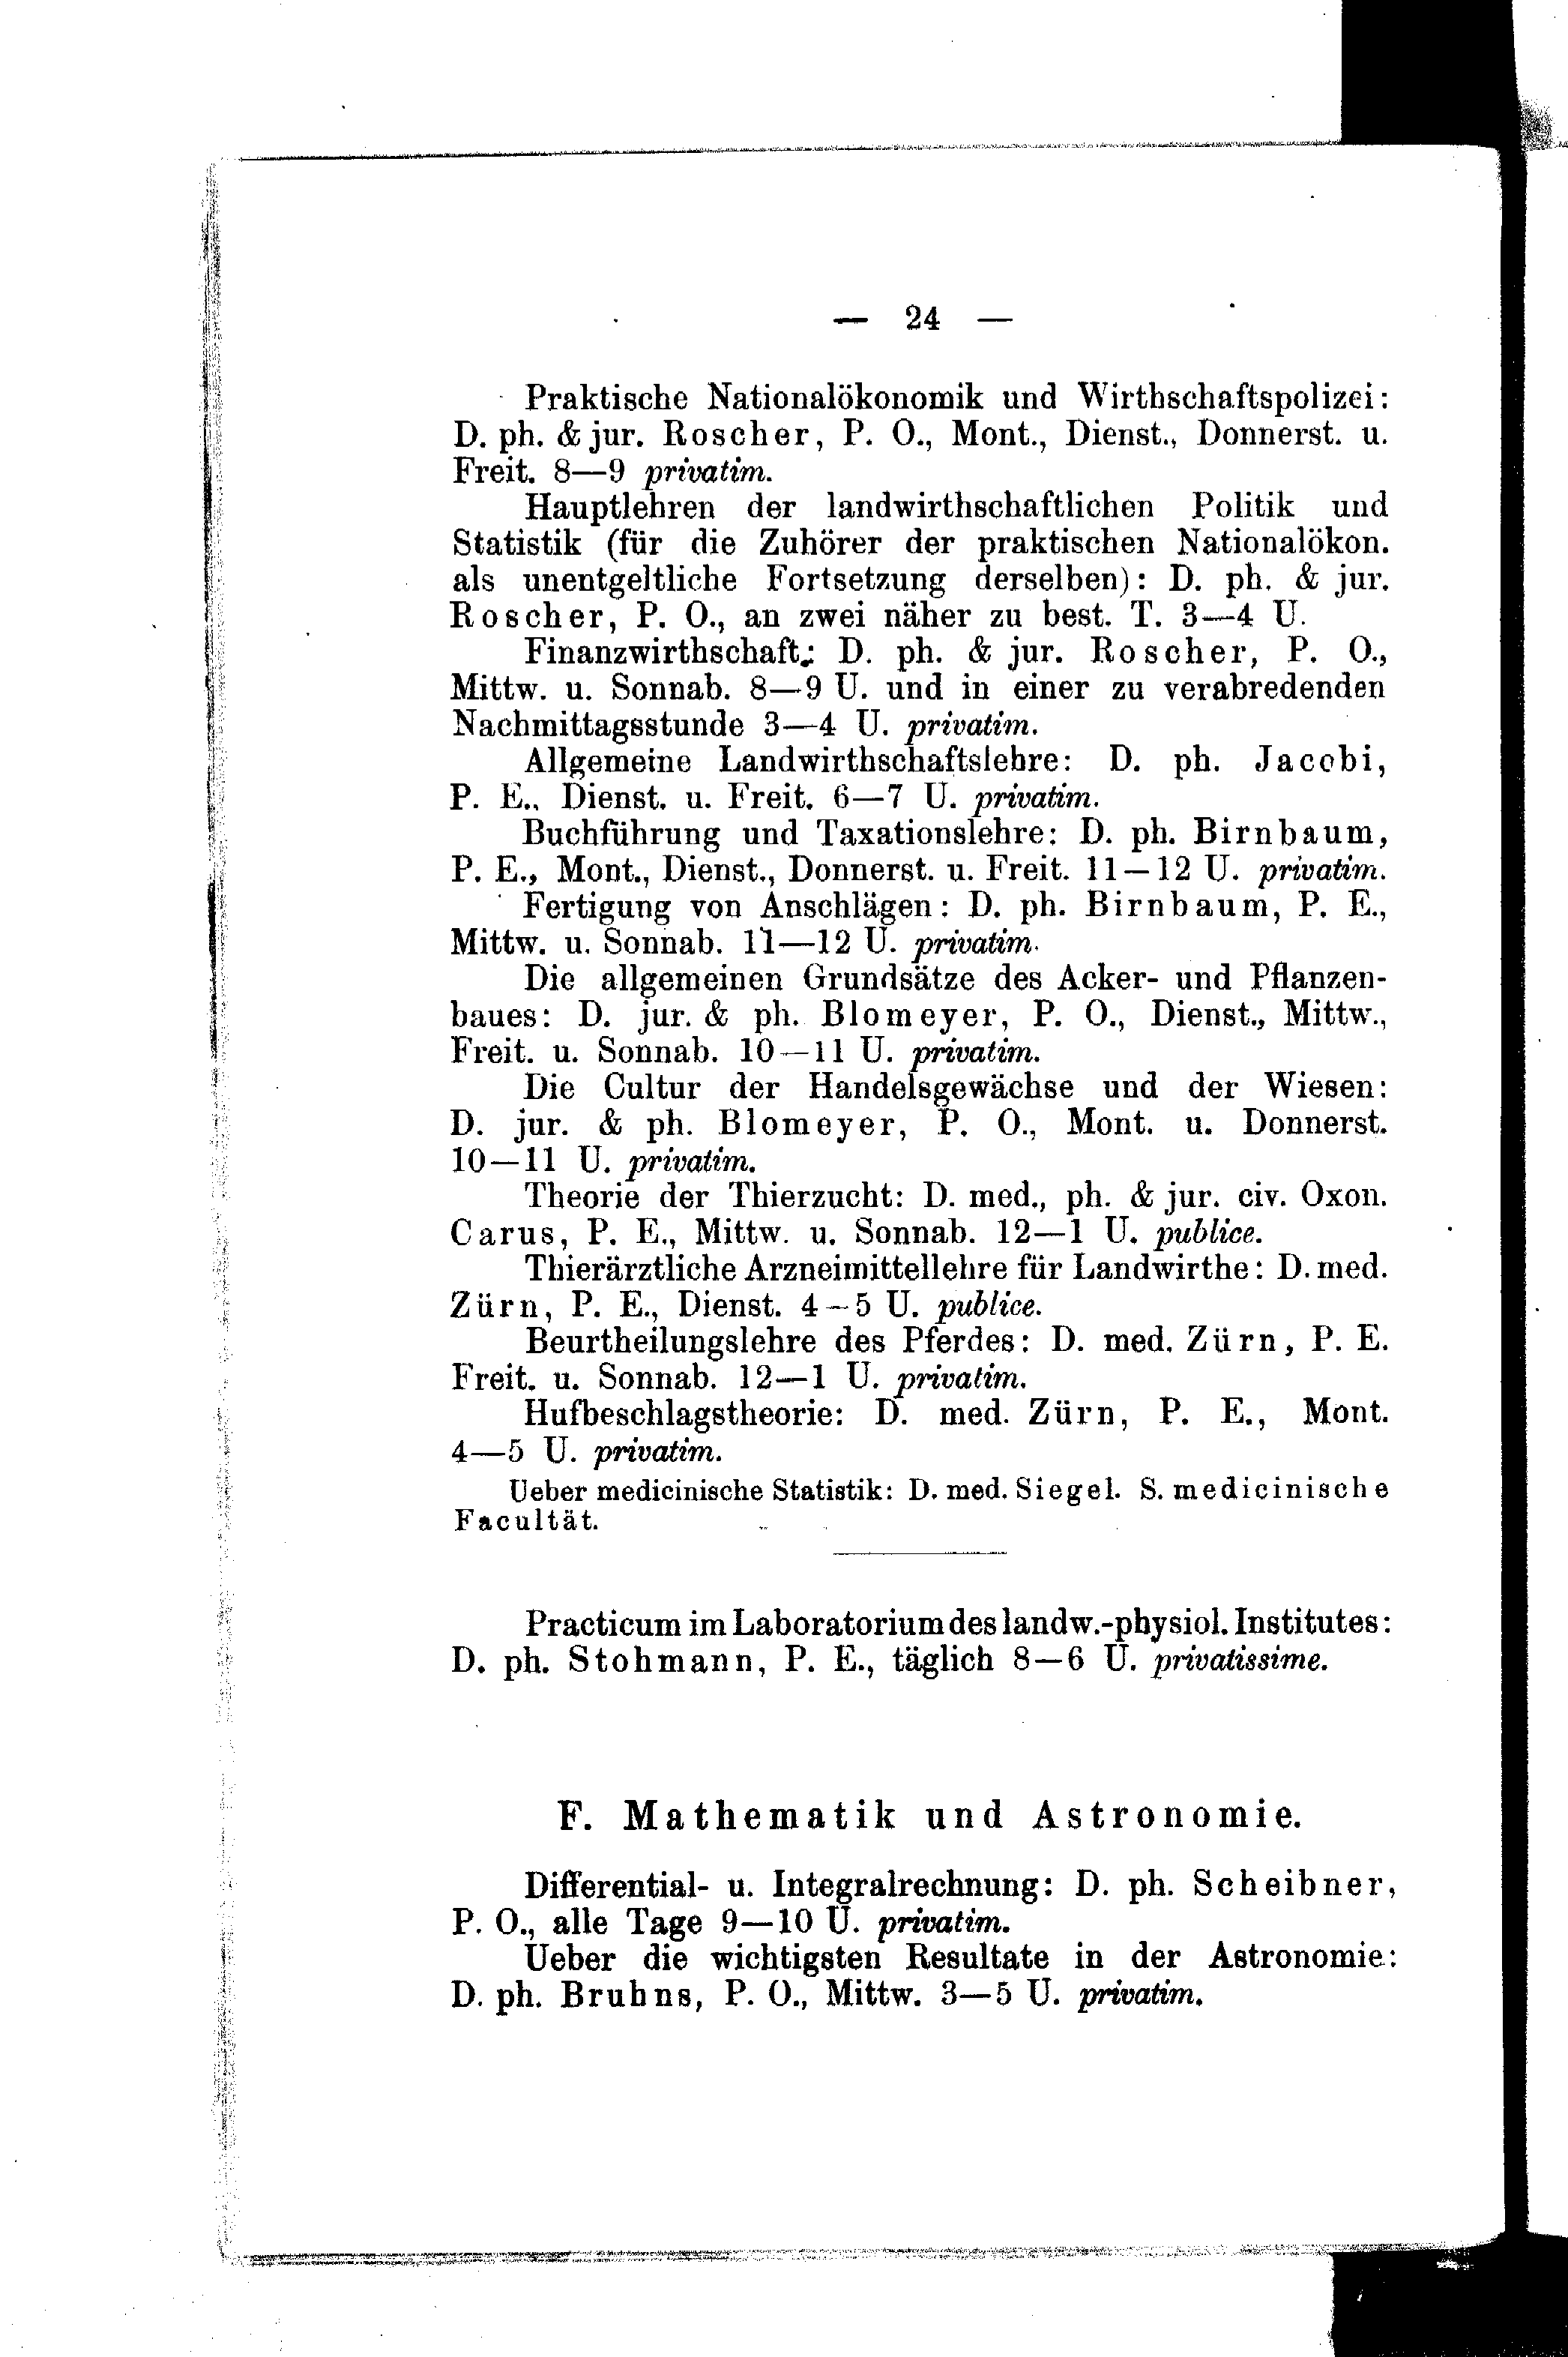 — 24 —
Praktische Nationalökonomik und Wirthschaftspolizei:
D. ph. & jur. Roscher, P. O., Mont., Dienst., Donnerst. u.
Freit. 8—9 privatim.
Hauptlehren der landwirthschaftlichen Politik und
Statistik (für die Zuhörer der praktischen Nationalökon.
als unentgeltliche Fortsetzung derselben): D. ph. & jur.
Roscher, P. O., an zwei näher zu best. T. 3—4 U.
Finanzwirthschaft: D. ph. & jur. Roscher, P. O.,
Mittw. u. Sonnab. 8—9 U. und in einer zu verabredenden
Nachmittagsstunde 3—4 U. privatim.
Allgemeine Landwirthschaftslehre: D. ph. Jacobi,
P. E., Dienst. u. Freit. 6—7 U. privatim.
Buchführung und Taxationslehre: D. ph. Birnbaum,
P. E., Mont., Dienst., Donnerst. u. Freit. 11—12 U. privatim.
Fertigung von Anschlägen: D. ph. Birnbaum, P. E.,
Mittw. u. Sonnab. 11—12 U. privatim.
Die allgemeinen Grundsätze des Acker- und Pflanzen-
baues: D. jur. & ph. Blomeyer, P. O., Dienst., Mittw.,
Freit. u. Sonnab. 10—11 U. privatim.
Die Cultur der Handelsgewächse und der Wiesen:
D. jur. & ph. Blomeyer, P. O., Mont. u. Donnerst.
10—11 U. privatim.
Theorie der Thierzucht: D. med., ph. & jur. civ. Oxon.
Carus, P. E., Mittw. u. Sonnab. 12—1 U. publice.
Thierärztliche Arzneimittellehre für Landwirthe: D. med.
Zürn, P. E., Dienst. 4—5 U. publice.
Beurtheilungslehre des Pferdes: D. med. Zürn, P. E.
Freit. u. Sonnab. 12—1 U. privatim.
Hufbeschlagstheorie: D. med. Zürn, P. E., Mont.
4—5 U. privatim.
Ueber medicinische Statistik: D. med. Siegel. S. medicinische
Facultät.
Practicum im Laboratorium des landw.-physiol. Institutes:
D. ph. Stohmann, P. E., täglich 8—6 U. privatissime.
F. Mathematik und Astronomie.
Differential- u. Integralrechnung: D. ph. Scheibner,
P. O., alle Tage 9—10 U. privatim.
Ueber die wichtigsten Resultate in der Astronomie:
D. ph. Bruhns, P. O., Mittw. 3—5 U. privatim.